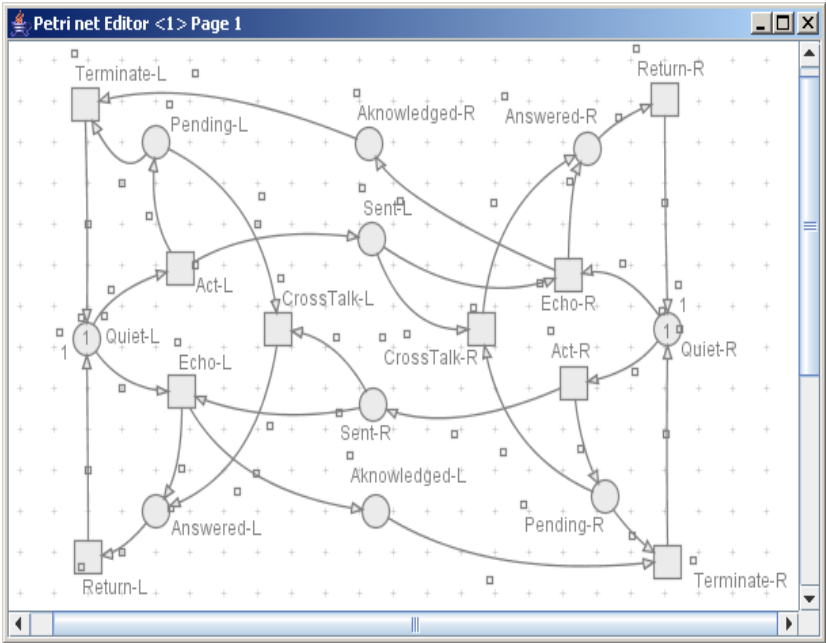 Petri net Editor <1> Page 1
Terminate-L
Return-R
Pending-L
Aknowledged-R
Answered-R
Sent-L
Act-L
CrossTalk-L
Echo-R
1
1
Quiet-L
1
CrossTalk-R
Act-R
1
Quiet-R
Echo-L
Sent-R
Aknowledged-L
Answered-L
Pending-R
Return-L
Terminate-R